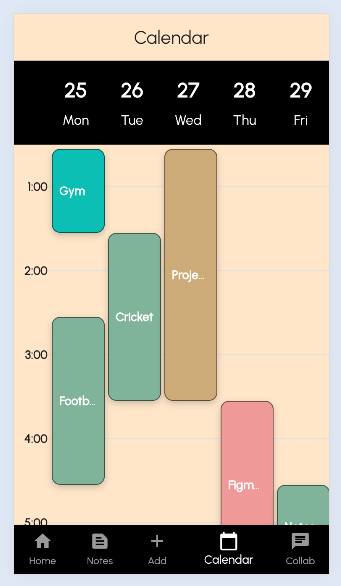 Calendar
25 26 27 28 29
Mon Tue Wed Thu Fri
1:00
Gym
2:00
Proje...
Cricket
3:00
Footb...
4:00
Figm...
5:00
Home Notes Add Calendar Collab